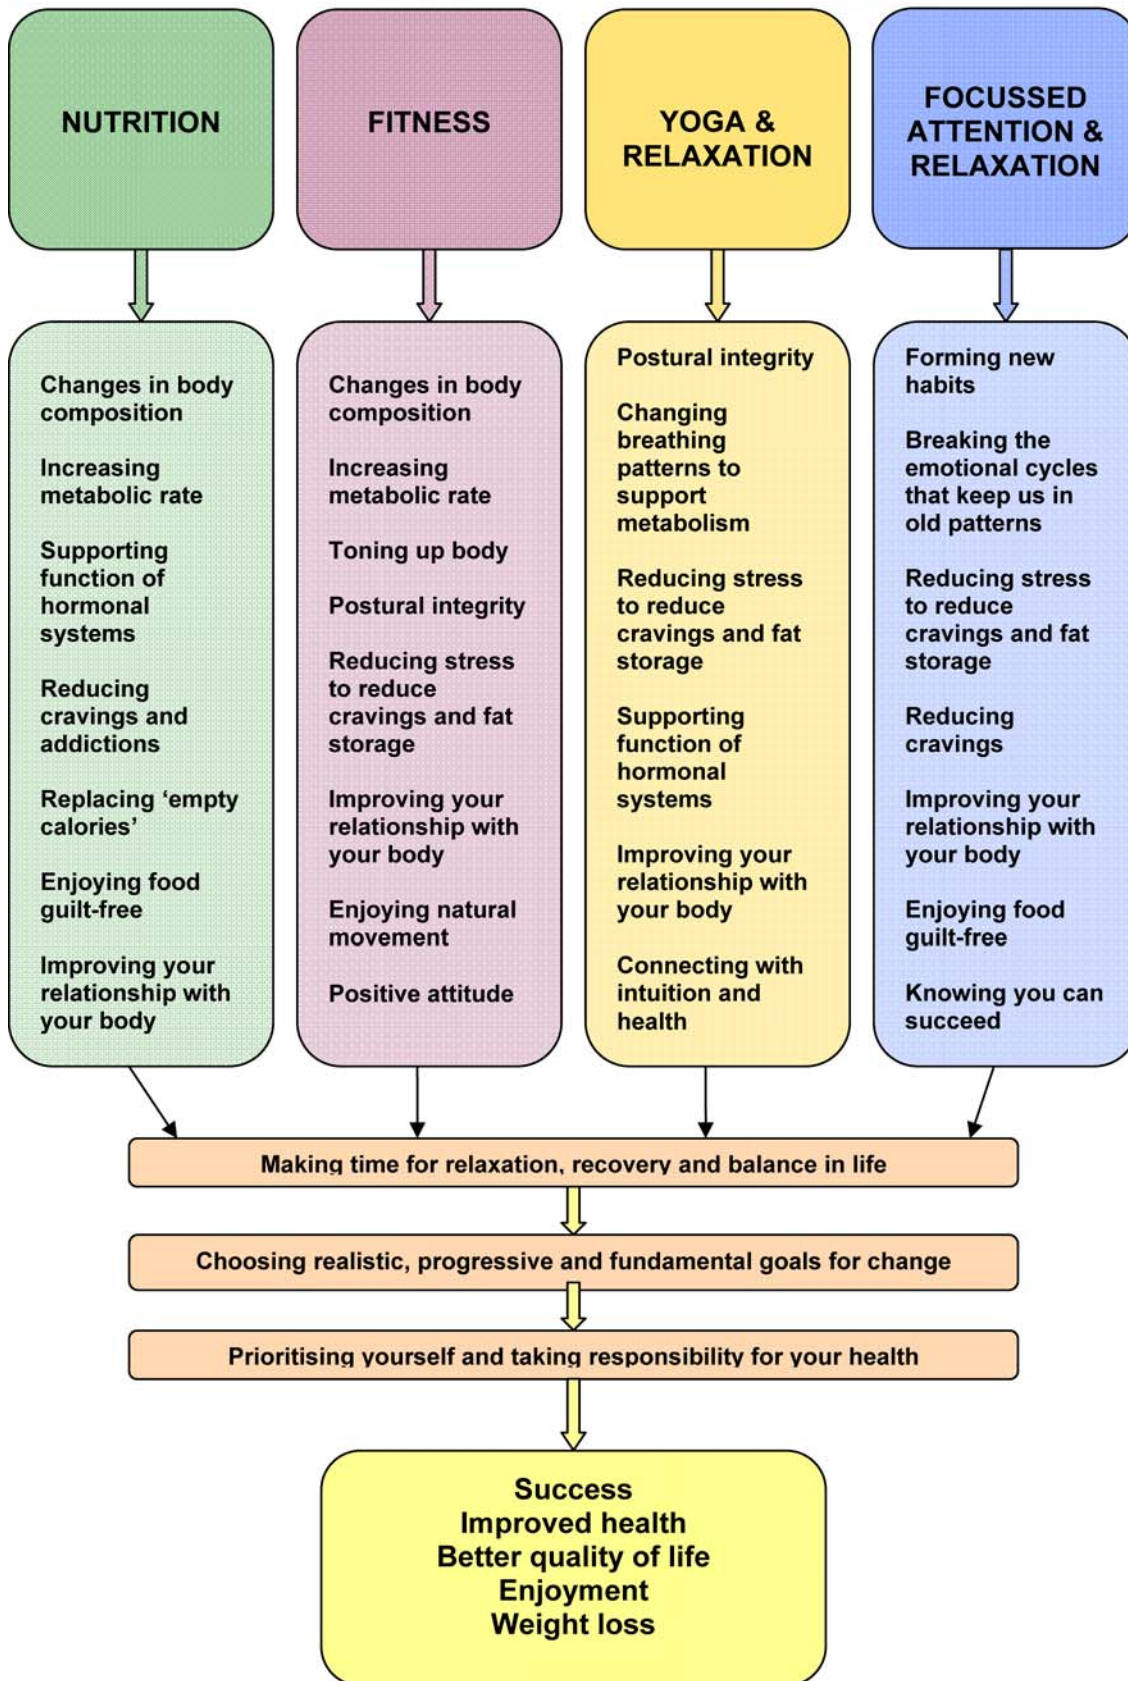 NUTRITION
FITNESS
YOGA &
RELAXATION
FOCUSSED
ATTENTION &
RELAXATION
Changes in body
composition
Increasing
metabolic rate
Supporting
function of
hormonal
systems
Reducing
cravings and
addictions
Replacing ‘empty
calories’
Enjoying food
guilt-free
Improving your
relationship with
your body
Changes in body
composition
Increasing
metabolic rate
Toning up body
Postural integrity
Reducing stress
to reduce
cravings and fat
storage
Improving your
relationship with
your body
Enjoying natural
movement
Positive attitude
Postural integrity
Changing
breathing
patterns to
support
metabolism
Reducing stress
to reduce
cravings and fat
storage
Supporting
function of
hormonal
systems
Improving your
relationship with
your body
Connecting with
intuition and
health
Forming new
habits
Breaking the
emotional cycles
that keep us in
old patterns
Reducing stress
to reduce
cravings and fat
storage
Reducing
cravings
Improving your
relationship with
your body
Enjoying food
guilt-free
Knowing you can
succeed
Making time for relaxation, recovery and balance in life
Choosing realistic, progressive and fundamental goals for change
Prioritising yourself and taking responsibility for your health
Success
Improved health
Better quality of life
Enjoyment
Weight loss